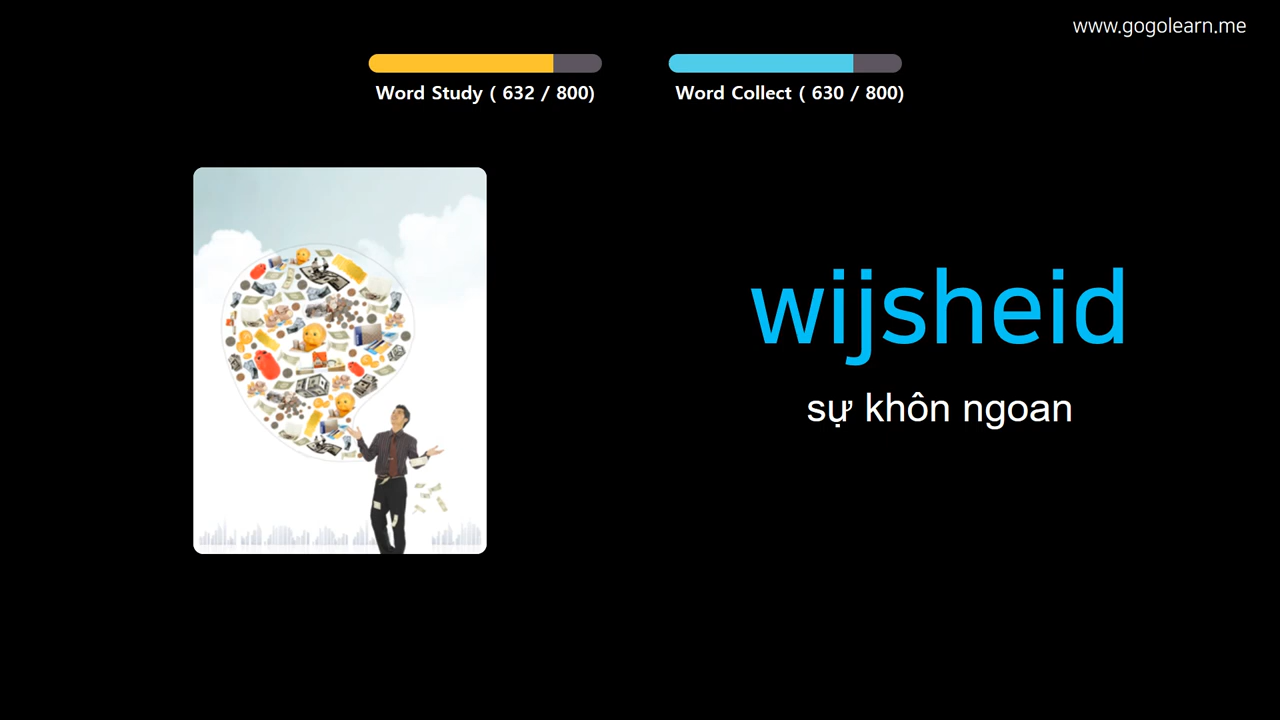 www.gogolearn.me
Word Study ( 632 / 800)
Word Collect ( 630 / 800)
wijsheid
sự khôn ngoan